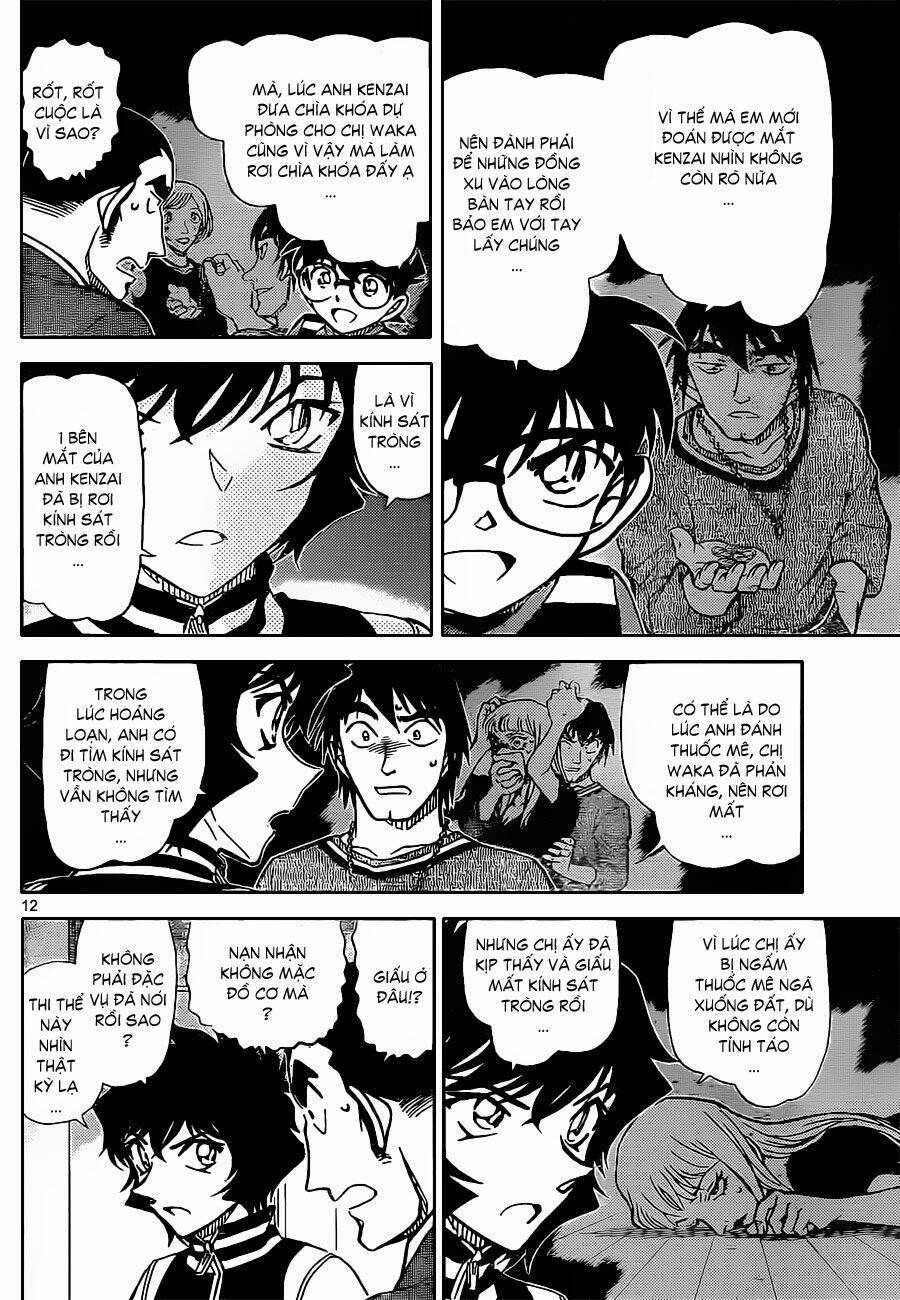 VÌ THẾ MÀ EM MỚI
ĐOÁN ĐƯỢC MẮT
KENZAI NHÌN KHÔNG
CÒN RÕ NỮA
...
NÊN ĐÀNH PHẢI
ĐỂ NHỮNG ĐỒNG
XU VÀO LÒNG
BÀN TAY RỒI
BẢO EM VỚI TAY
LẤY CHÚNG
...
MÀ, LÚC ANH KENZAI
ĐƯA CHÌA KHÓA DỰ
PHÒNG CHO CHỊ WAKA
CŨNG VÌ VẬY MÀ LÀM
RƠI CHÌA KHÓA ĐẤY Ạ
...
RỐT, RỐT
CUỘC LÀ
VÌ SAO?
LÀ VÌ
KÍNH SÁT
TRÒNG
...
1 BÊN
MẮT CỦA
ANH KENZAI
ĐÃ BỊ RƠI
KÍNH SÁT
TRÒNG RỒI
...
CÓ THỂ LÀ DO
LÚC ANH ĐÁNH
THUỐC MÊ, CHỊ
WAKA ĐÃ PHẢN
KHÁNG, NÊN RƠI
MẤT
...
TRONG
LÚC HOẢNG
LOẠN, ANH CÓ
ĐI TÌM KÍNH SÁT
TRÒNG, NHƯNG
VẪN KHÔNG TÌM
THẤY
...
12
VÌ LÚC CHỊ ẤY
BỊ NGẤM
THUỐC MÊ NGÃ
XUỐNG ĐẤT, DÙ
KHÔNG CÒN
TỈNH TÁO
...
NHƯNG CHỊ ẤY ĐÃ
KỊP THẤY VÀ GIẤU
MẤT KÍNH SÁT
TRÒNG RỒI
...
GIẤU Ở
ĐÂU!?
NẠN NHÂN
KHÔNG MẶC
ĐỒ CƠ MÀ
?
KHÔNG
PHẢI ĐẶC
VỤ ĐÃ NÓI
RỒI SAO
?
THI THỂ
NÀY
NHÌN
THẬT
KỲ LẠ
...